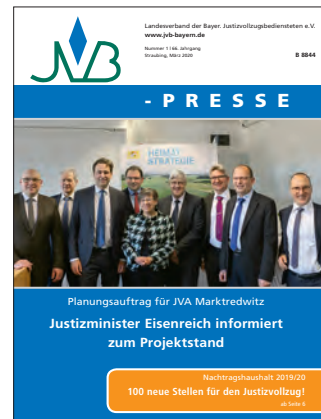 JVB
Landesverband der Bayer. Justizvollzugsbediensteten e.V.
www.jvb-bayern.de
Nummer 1 / 66. Jahrgang
Straubing, März 2020
B 8844
- PRESSE
HEIMAT
STRATEGIE
Planungsauftrag für JVA Marktredwitz
Justizminister Eisenreich informiert
zum Projektstand
Nachtragshaushalt 2019/20
100 neue Stellen für den Justizvollzug!
ab Seite 6